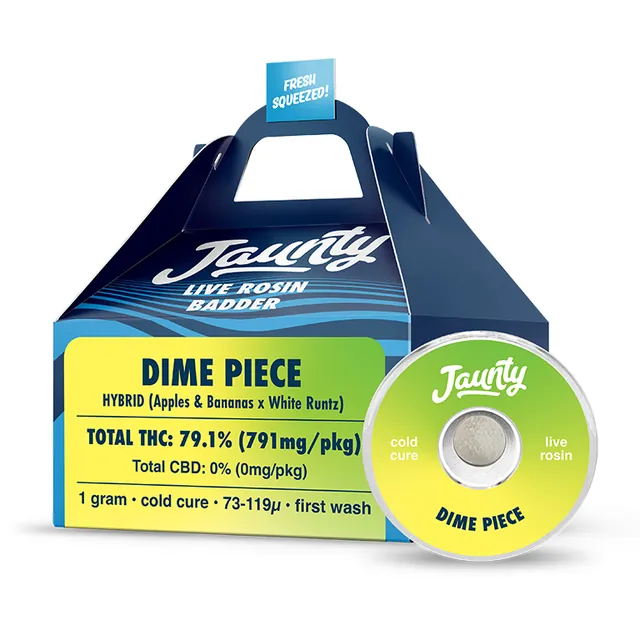 FRESH
SQUEEZED!
Jaunty
LIVE ROSIN
BADDER
DIME PIECE
HYBRID (Apples & Bananas x White Runtz)
TOTAL THC: 79.1% (791mg/pkg)
Total CBD: 0% (0mg/pkg)
1 gram • cold cure • 73-119µ • first wash
Jaunty
cold
cure
live
rosin
DIME PIECE